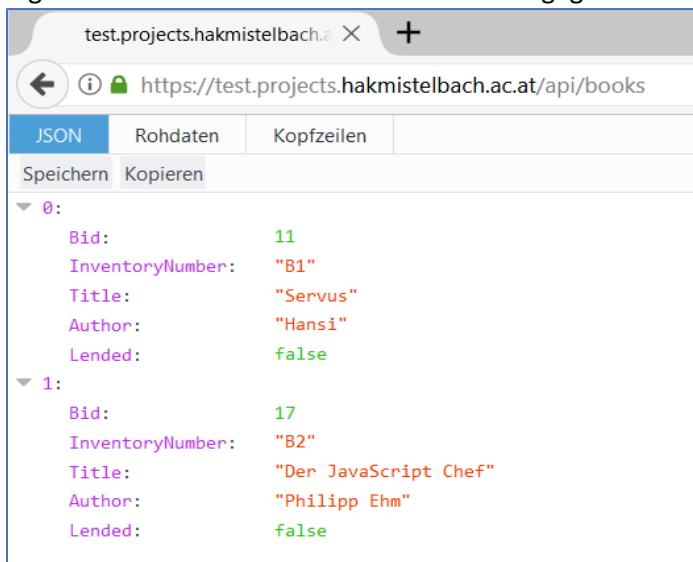 test.projects.hakmistelbach.a
https://test.projects.hakmistelbach.ac.at/api/books
JSON Rohdaten Kopfzeilen
Speichern Kopieren
0:
Bid: 11
InventoryNumber: "B1"
Title: "Servus"
Author: "Hansi"
Lended: false
1:
Bid: 17
InventoryNumber: "B2"
Title: "Der JavaScript Chef"
Author: "Philipp Ehm"
Lended: false